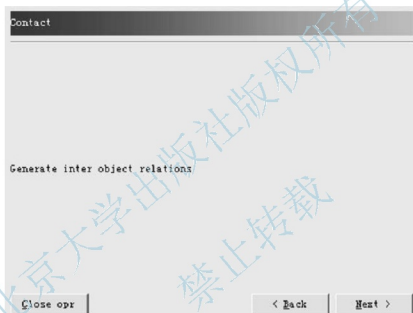 Contact
Generate inter object relations
Close opr
< Back
Next >
京大学出版社版权所有
禁止转载